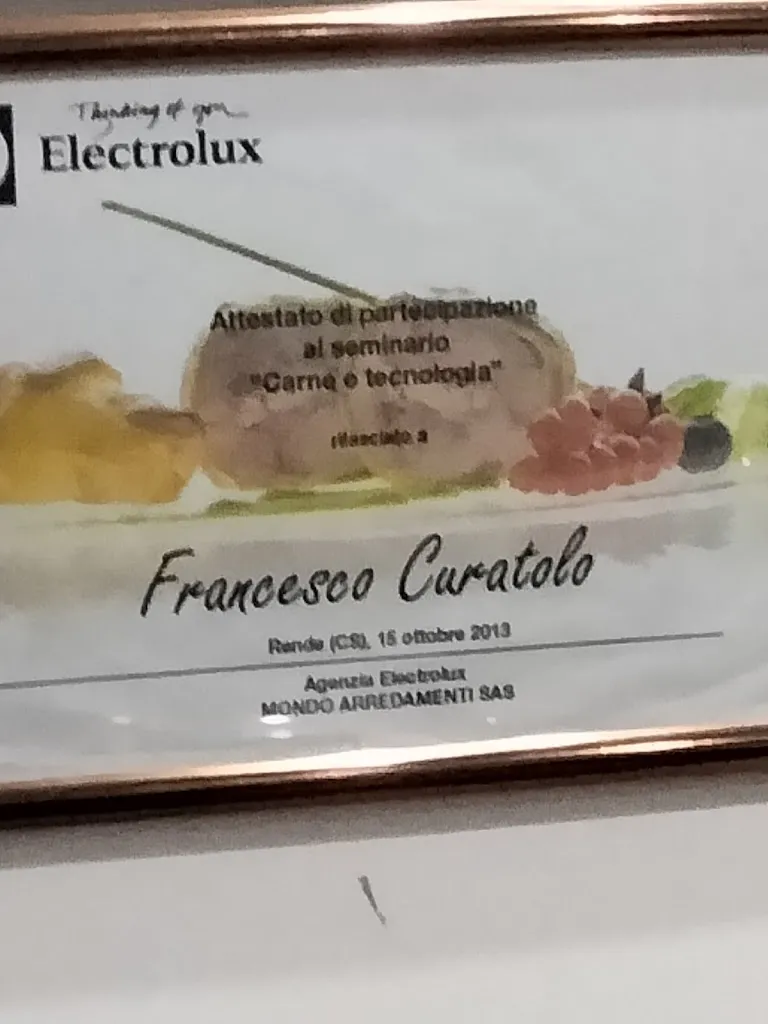 Thinking of you
Electrolux
Attestato di partecipazione
al seminario
"Carne e tecnologia"
rilasciato a
Francesco Curatolo
Rende (CS), 15 ottobre 2013
Agenzia Electrolux
MONDO ARREDAMENTI SAS